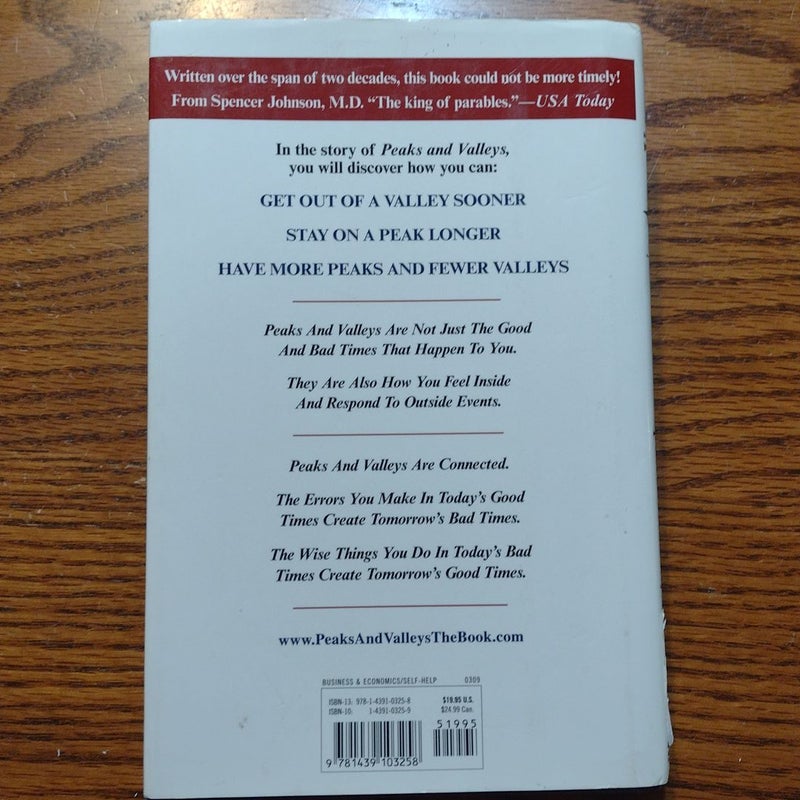 Written over the span of two decades, this book could not be more timely!
From Spencer Johnson, M.D. “The king of parables.”—USA Today
In the story of Peaks and Valleys,
you will discover how you can:
GET OUT OF A VALLEY SOONER
STAY ON A PEAK LONGER
HAVE MORE PEAKS AND FEWER VALLEYS
Peaks And Valleys Are Not Just The Good
And Bad Times That Happen To You.
They Are Also How You Feel Inside
And Respond To Outside Events.
Peaks And Valleys Are Connected.
The Errors You Make In Today’s Good
Times Create Tomorrow’s Bad Times.
The Wise Things You Do In Today’s Bad
Times Create Tomorrow’s Good Times.
www.PeaksAndValleysTheBook.com
BUSINESS & ECONOMICS/SELF-HELP 0309
ISBN-13: 978-1-4391-0325-8 $19.95 U.S.
ISBN-10: 1-4391-0325-9 $24.99 Can.
51995
9 781439 103258